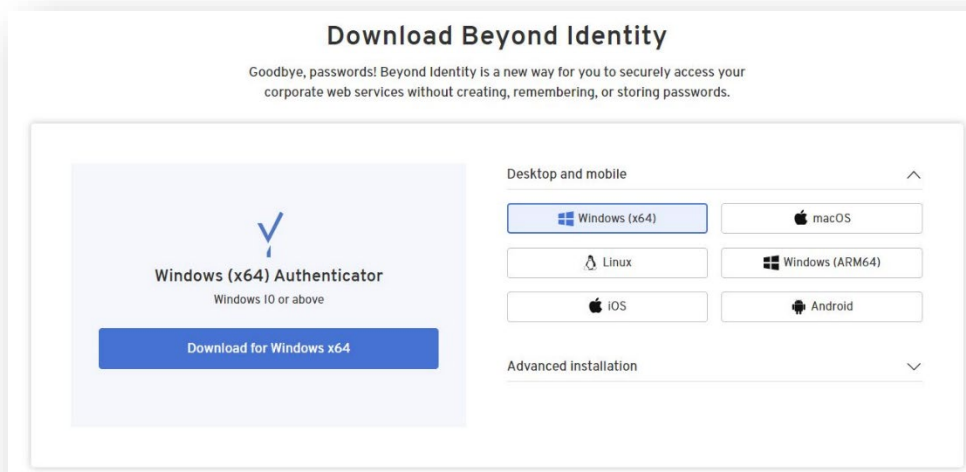 Download Beyond Identity
Goodbye, passwords! Beyond Identity is a new way for you to securely access your
corporate web services without creating, remembering, or storing passwords.
Windows (x64) Authenticator
Windows 10 or above
Download for Windows x64
Desktop and mobile
Windows (x64)
macOS
Linux
Windows (ARM64)
iOS
Android
Advanced installation